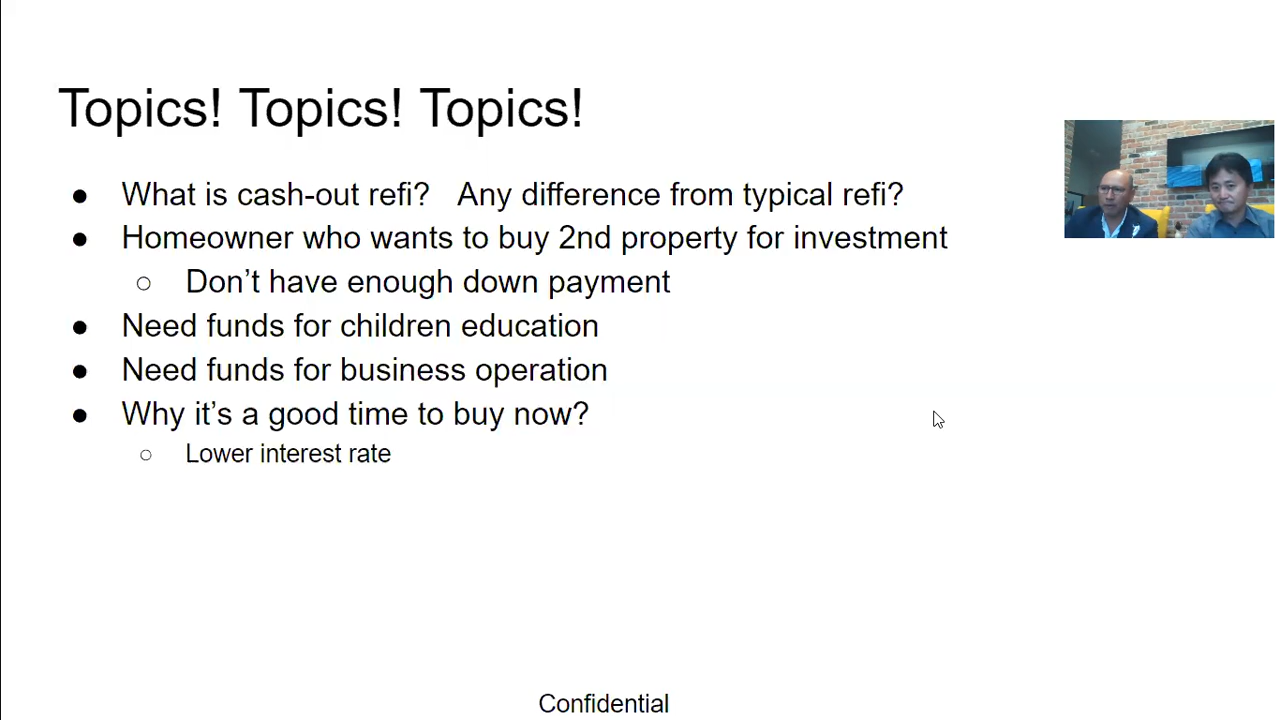 Topics! Topics! Topics!
● What is cash-out refi? Any difference from typical refi?
● Homeowner who wants to buy 2nd property for investment
○ Don’t have enough down payment
● Need funds for children education
● Need funds for business operation
● Why it’s a good time to buy now?
○ Lower interest rate
Confidential